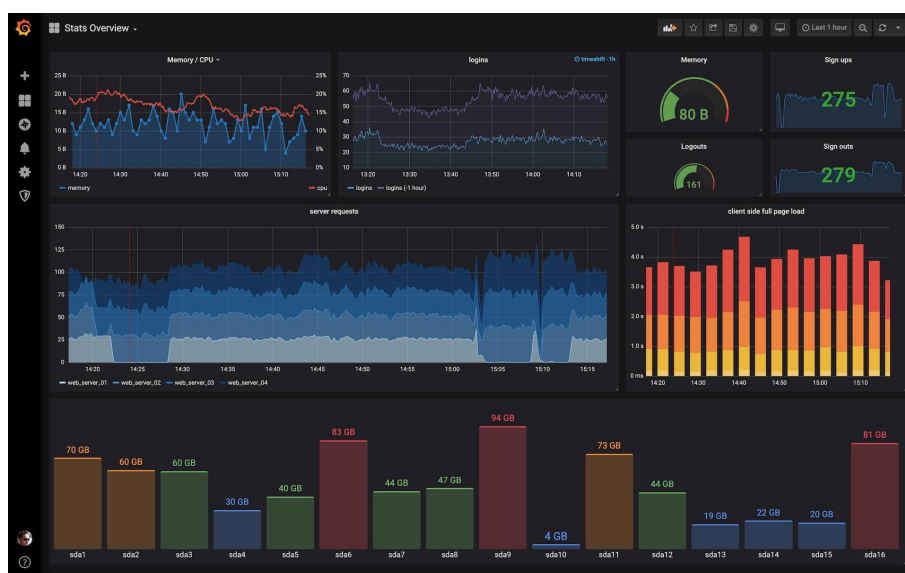 Stats Overview
Last 1 hour
Memory / CPU
25 B
20 B
15 B
10 B
5 B
0 B
25%
20%
15%
10%
5%
0%
14:20 14:30 14:40 14:50 15:00 15:10
memory cpu
logins
timeshift -1h
70
60
50
40
30
20
10
13:20 13:30 13:40 13:50 14:00 14:10
logins logins (-1 hour)
Memory
80 B
Sign ups
275
Logouts
161
Sign outs
279
server requests
150
125
100
75
50
25
0
14:20 14:25 14:30 14:35 14:40 14:45 14:50 14:55 15:00 15:05 15:10 15:15
web_server_01 web_server_02 web_server_03 web_server_04
client side full page load
5.0 s
4.0 s
3.0 s
2.0 s
1.0 s
0 ms
14:20 14:30 14:40 14:50 15:00 15:10
70 GB 60 GB 60 GB 30 GB 40 GB 83 GB 44 GB 47 GB 94 GB 4 GB 73 GB 44 GB 19 GB 22 GB 20 GB 81 GB
sda1 sda2 sda3 sda4 sda5 sda6 sda7 sda8 sda9 sda10 sda11 sda12 sda13 sda14 sda15 sda16